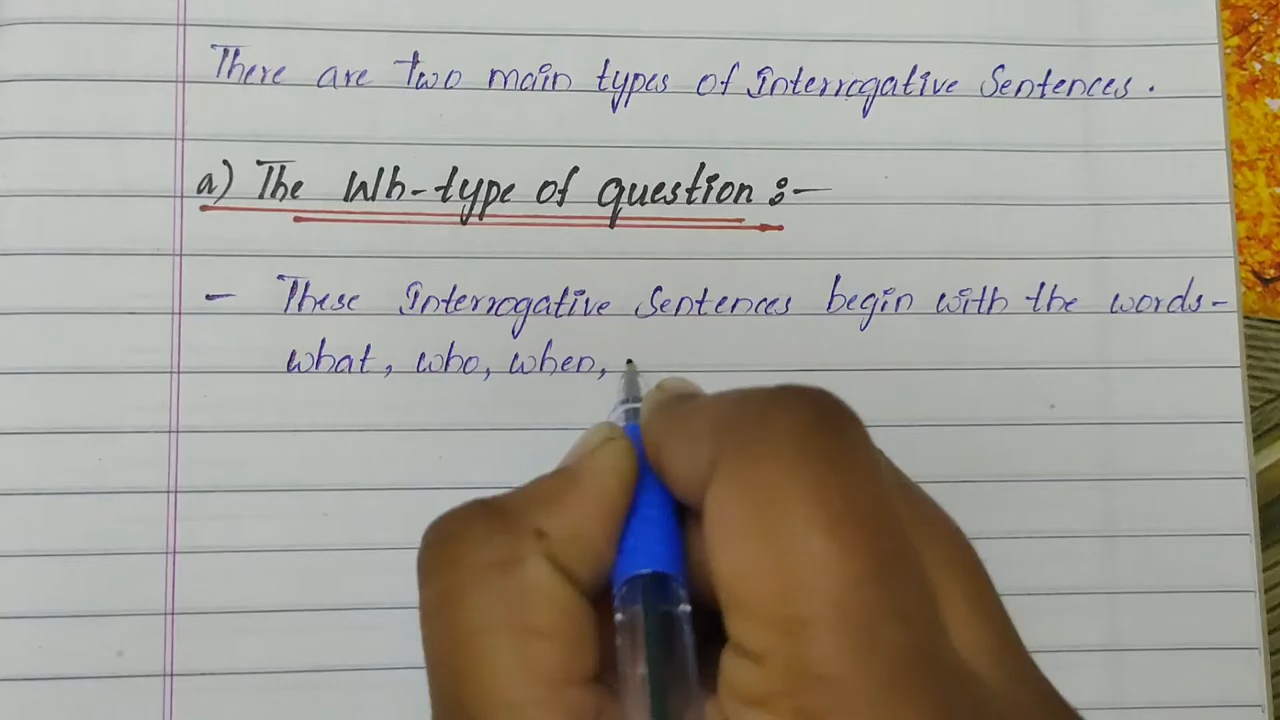 There are two main types of Interrogative Sentences.
a) The Wh-type of question :-
- These Interrogative Sentences begin with the words-
what, who, when,